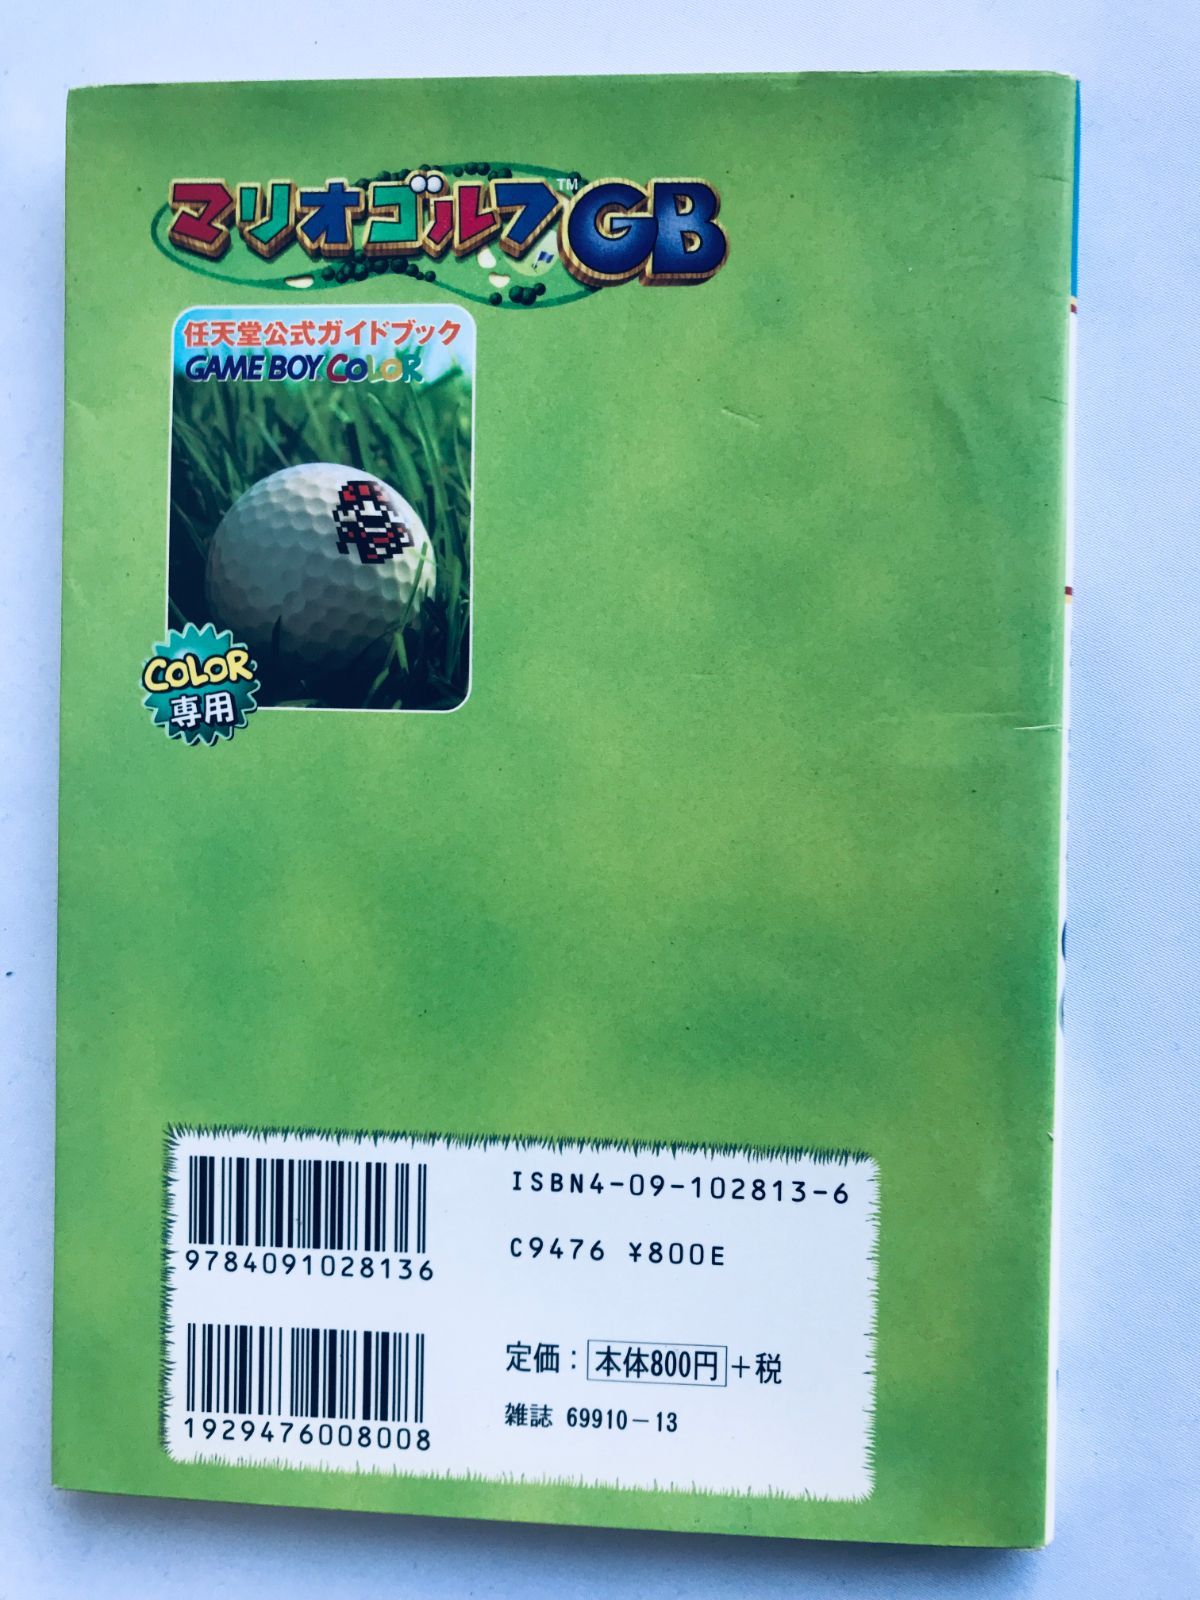 マリオゴルフ™GB
任天堂公式ガイドブック
GAME BOY COLOR
COLOR
専用
ISBN4-09-102813-6
C9476 ¥800E
9784091028136
定価：本体800円+税
雑誌 69910-13
1929476008008